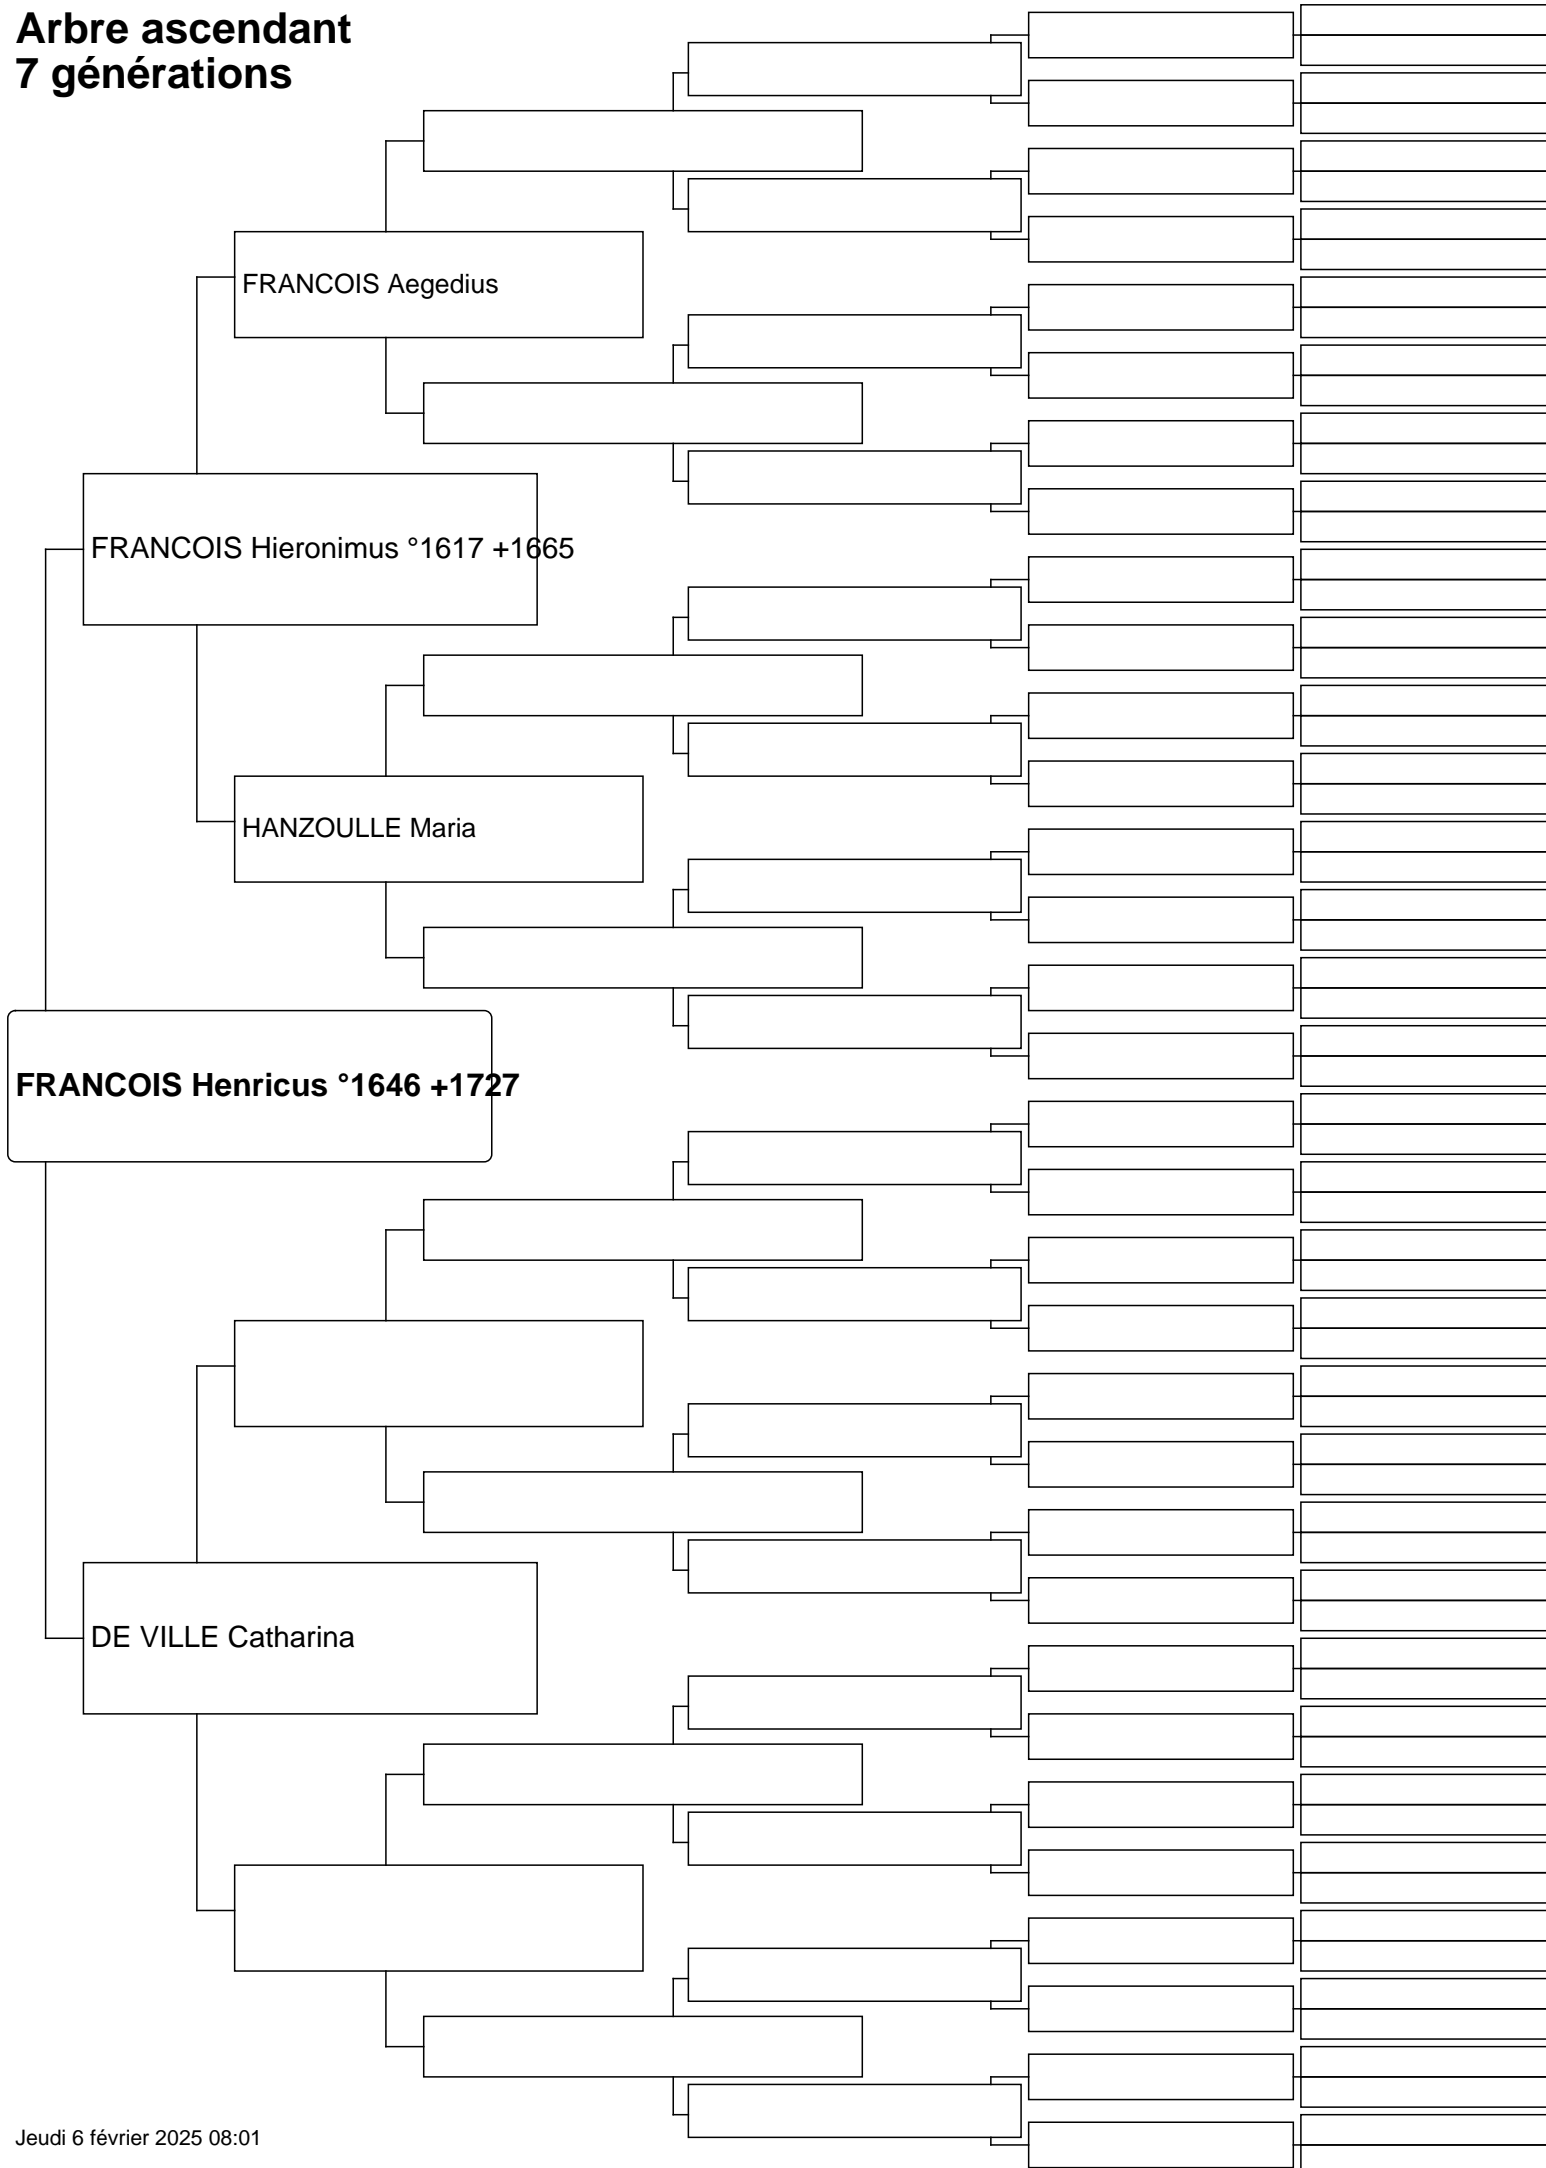 Arbre ascendant
7 générations
FRANCOIS Aegedius
FRANCOIS Hieronimus °1617 +1665
HANZOULLE Maria
FRANCOIS Henricus °1646 +1727
DE VILLE Catharina
Jeudi 6 février 2025 08:01